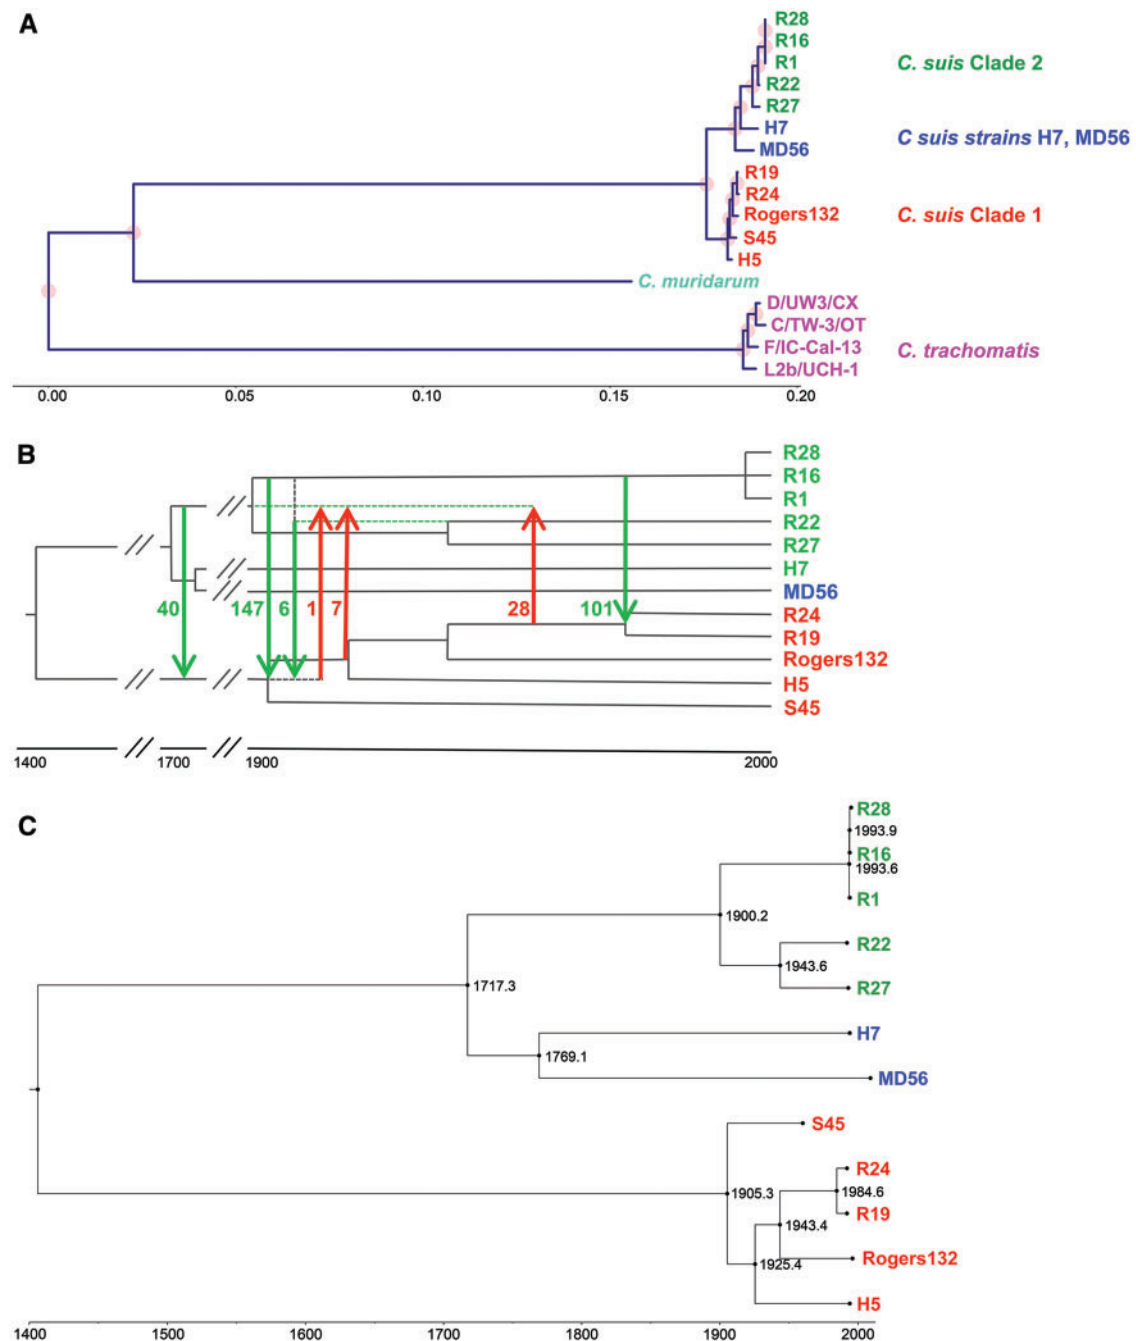 A
R28
R16
R1
C. suis Clade 2
R22
R27
H7
C suis strains H7, MD56
MD56
R19
R24
Rogers132
C. suis Clade 1
S45
H5
C. muridarum
D/UW3/CX
C/TW-3/OT
F/IC-Cal-13
C. trachomatis
L2b/UCH-1
0.00 0.05 0.10 0.15 0.20
B
R28
R16
R1
R22
R27
H7
MD56
40 147 6 1 7 28 101
R24
R19
Rogers132
H5
S45
1400 1700 1900 2000
C
R28
1993.9
R16
1993.6
R1
1900.2
R22
1943.6
R27
1717.3
H7
1769.1
MD56
S45
R24
1984.6
1905.3
R19
1943.4
Rogers132
1925.4
H5
1400 1500 1600 1700 1800 1900 2000